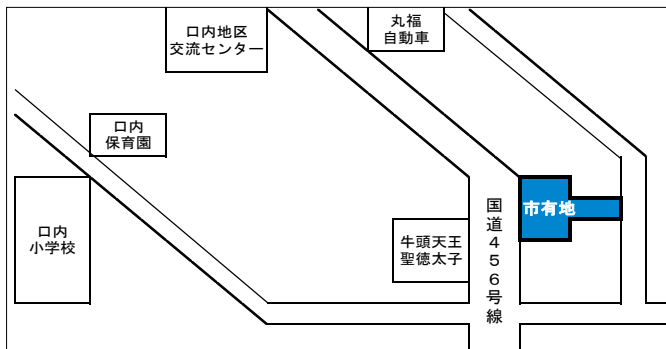 口内地区
交流センター
丸福
自動車
口内
保育園
市有地
口内
小学校
牛頭天王
聖徳太子
国道456号線